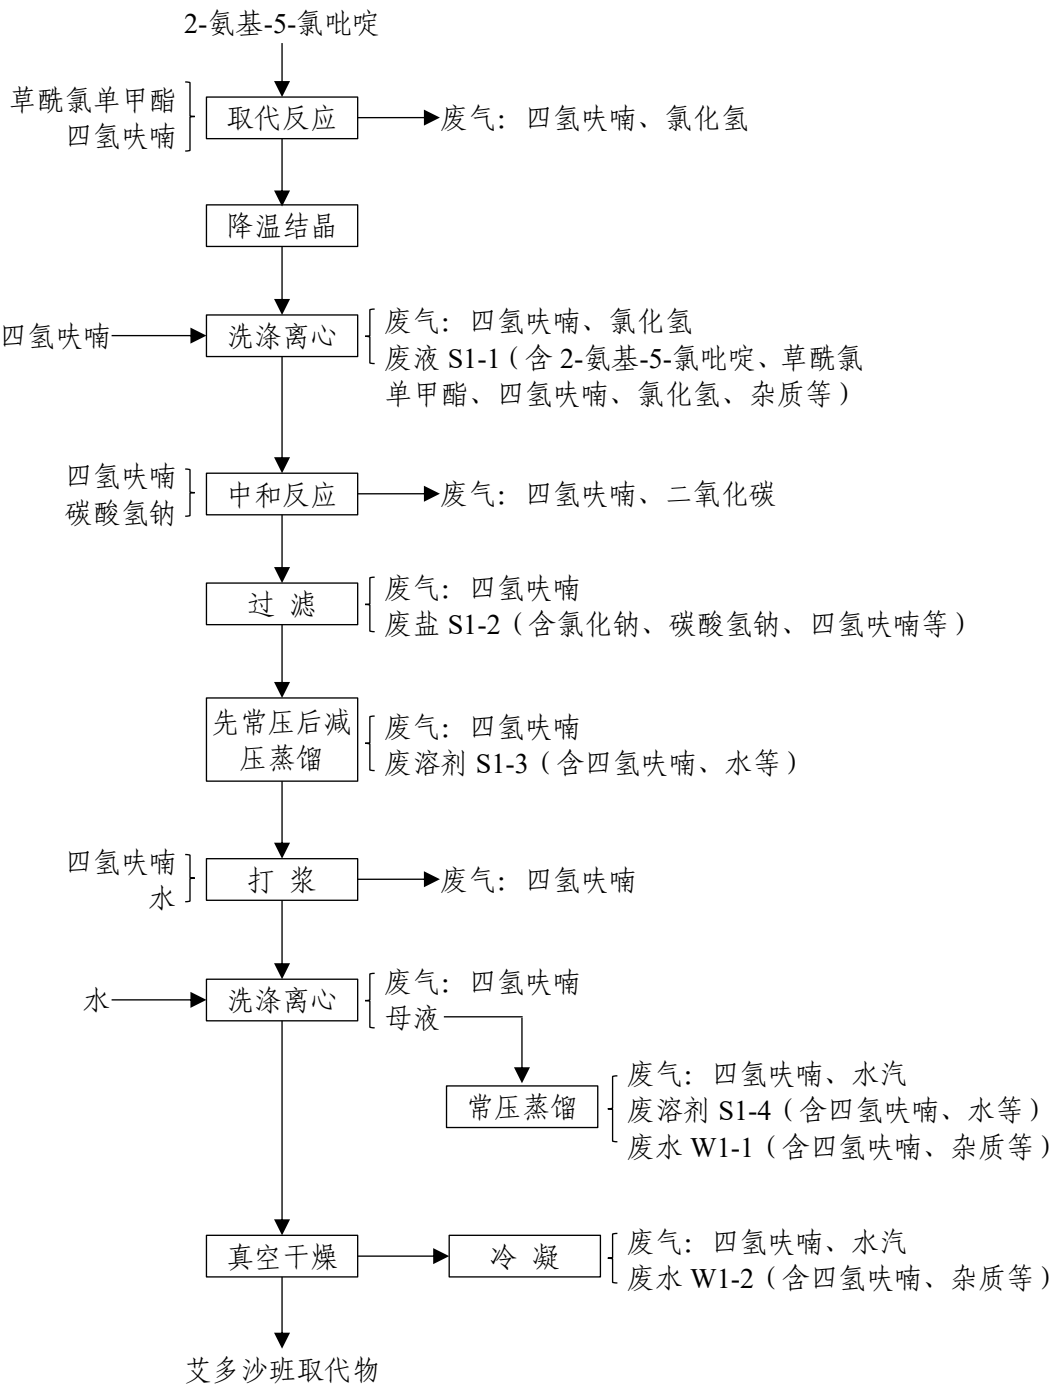 2-氨基-5-氯吡啶
草酰氯单甲酯
四氢呋喃
取代反应
废气：四氢呋喃、氯化氢
降温结晶
四氢呋喃
洗涤离心
废气：四氢呋喃、氯化氢
废液 S1-1（含 2-氨基-5-氯吡啶、草酰氯
单甲酯、四氢呋喃、氯化氢、杂质等）
四氢呋喃
碳酸氢钠
中和反应
废气：四氢呋喃、二氧化碳
过 滤
废气：四氢呋喃
废盐 S1-2（含氯化钠、碳酸氢钠、四氢呋喃等）
先常压后减
压蒸馏
废气：四氢呋喃
废溶剂 S1-3（含四氢呋喃、水等）
四氢呋喃
水
打 浆
废气：四氢呋喃
水
洗涤离心
废气：四氢呋喃
母液
常压蒸馏
废气：四氢呋喃、水汽
废溶剂 S1-4（含四氢呋喃、水等）
废水 W1-1（含四氢呋喃、杂质等）
真空干燥
冷 凝
废气：四氢呋喃、水汽
废水 W1-2（含四氢呋喃、杂质等）
艾多沙班取代物